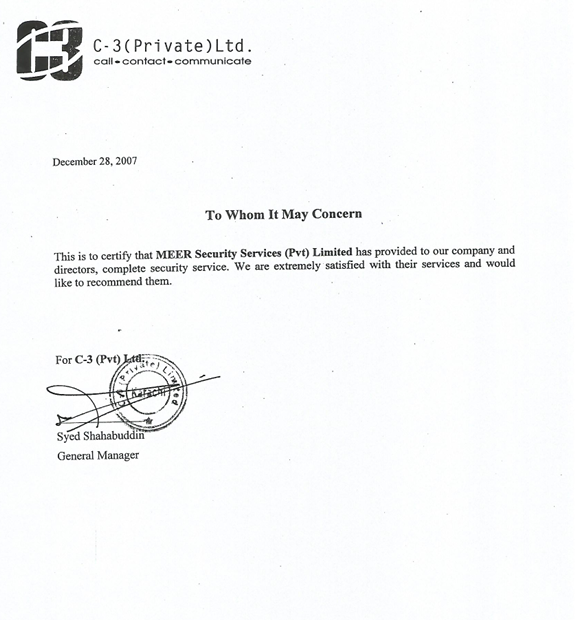 C3
C-3(Private)Ltd.
call•contact•communicate
December 28, 2007
To Whom It May Concern
This is to certify that MEER Security Services (Pvt) Limited has provided to our company and
directors, complete security service. We are extremely satisfied with their services and would
like to recommend them.
For C-3 (Pvt) Ltd.
C-3 (Private) Limited
Karachi
Syed Shahabuddin
General Manager